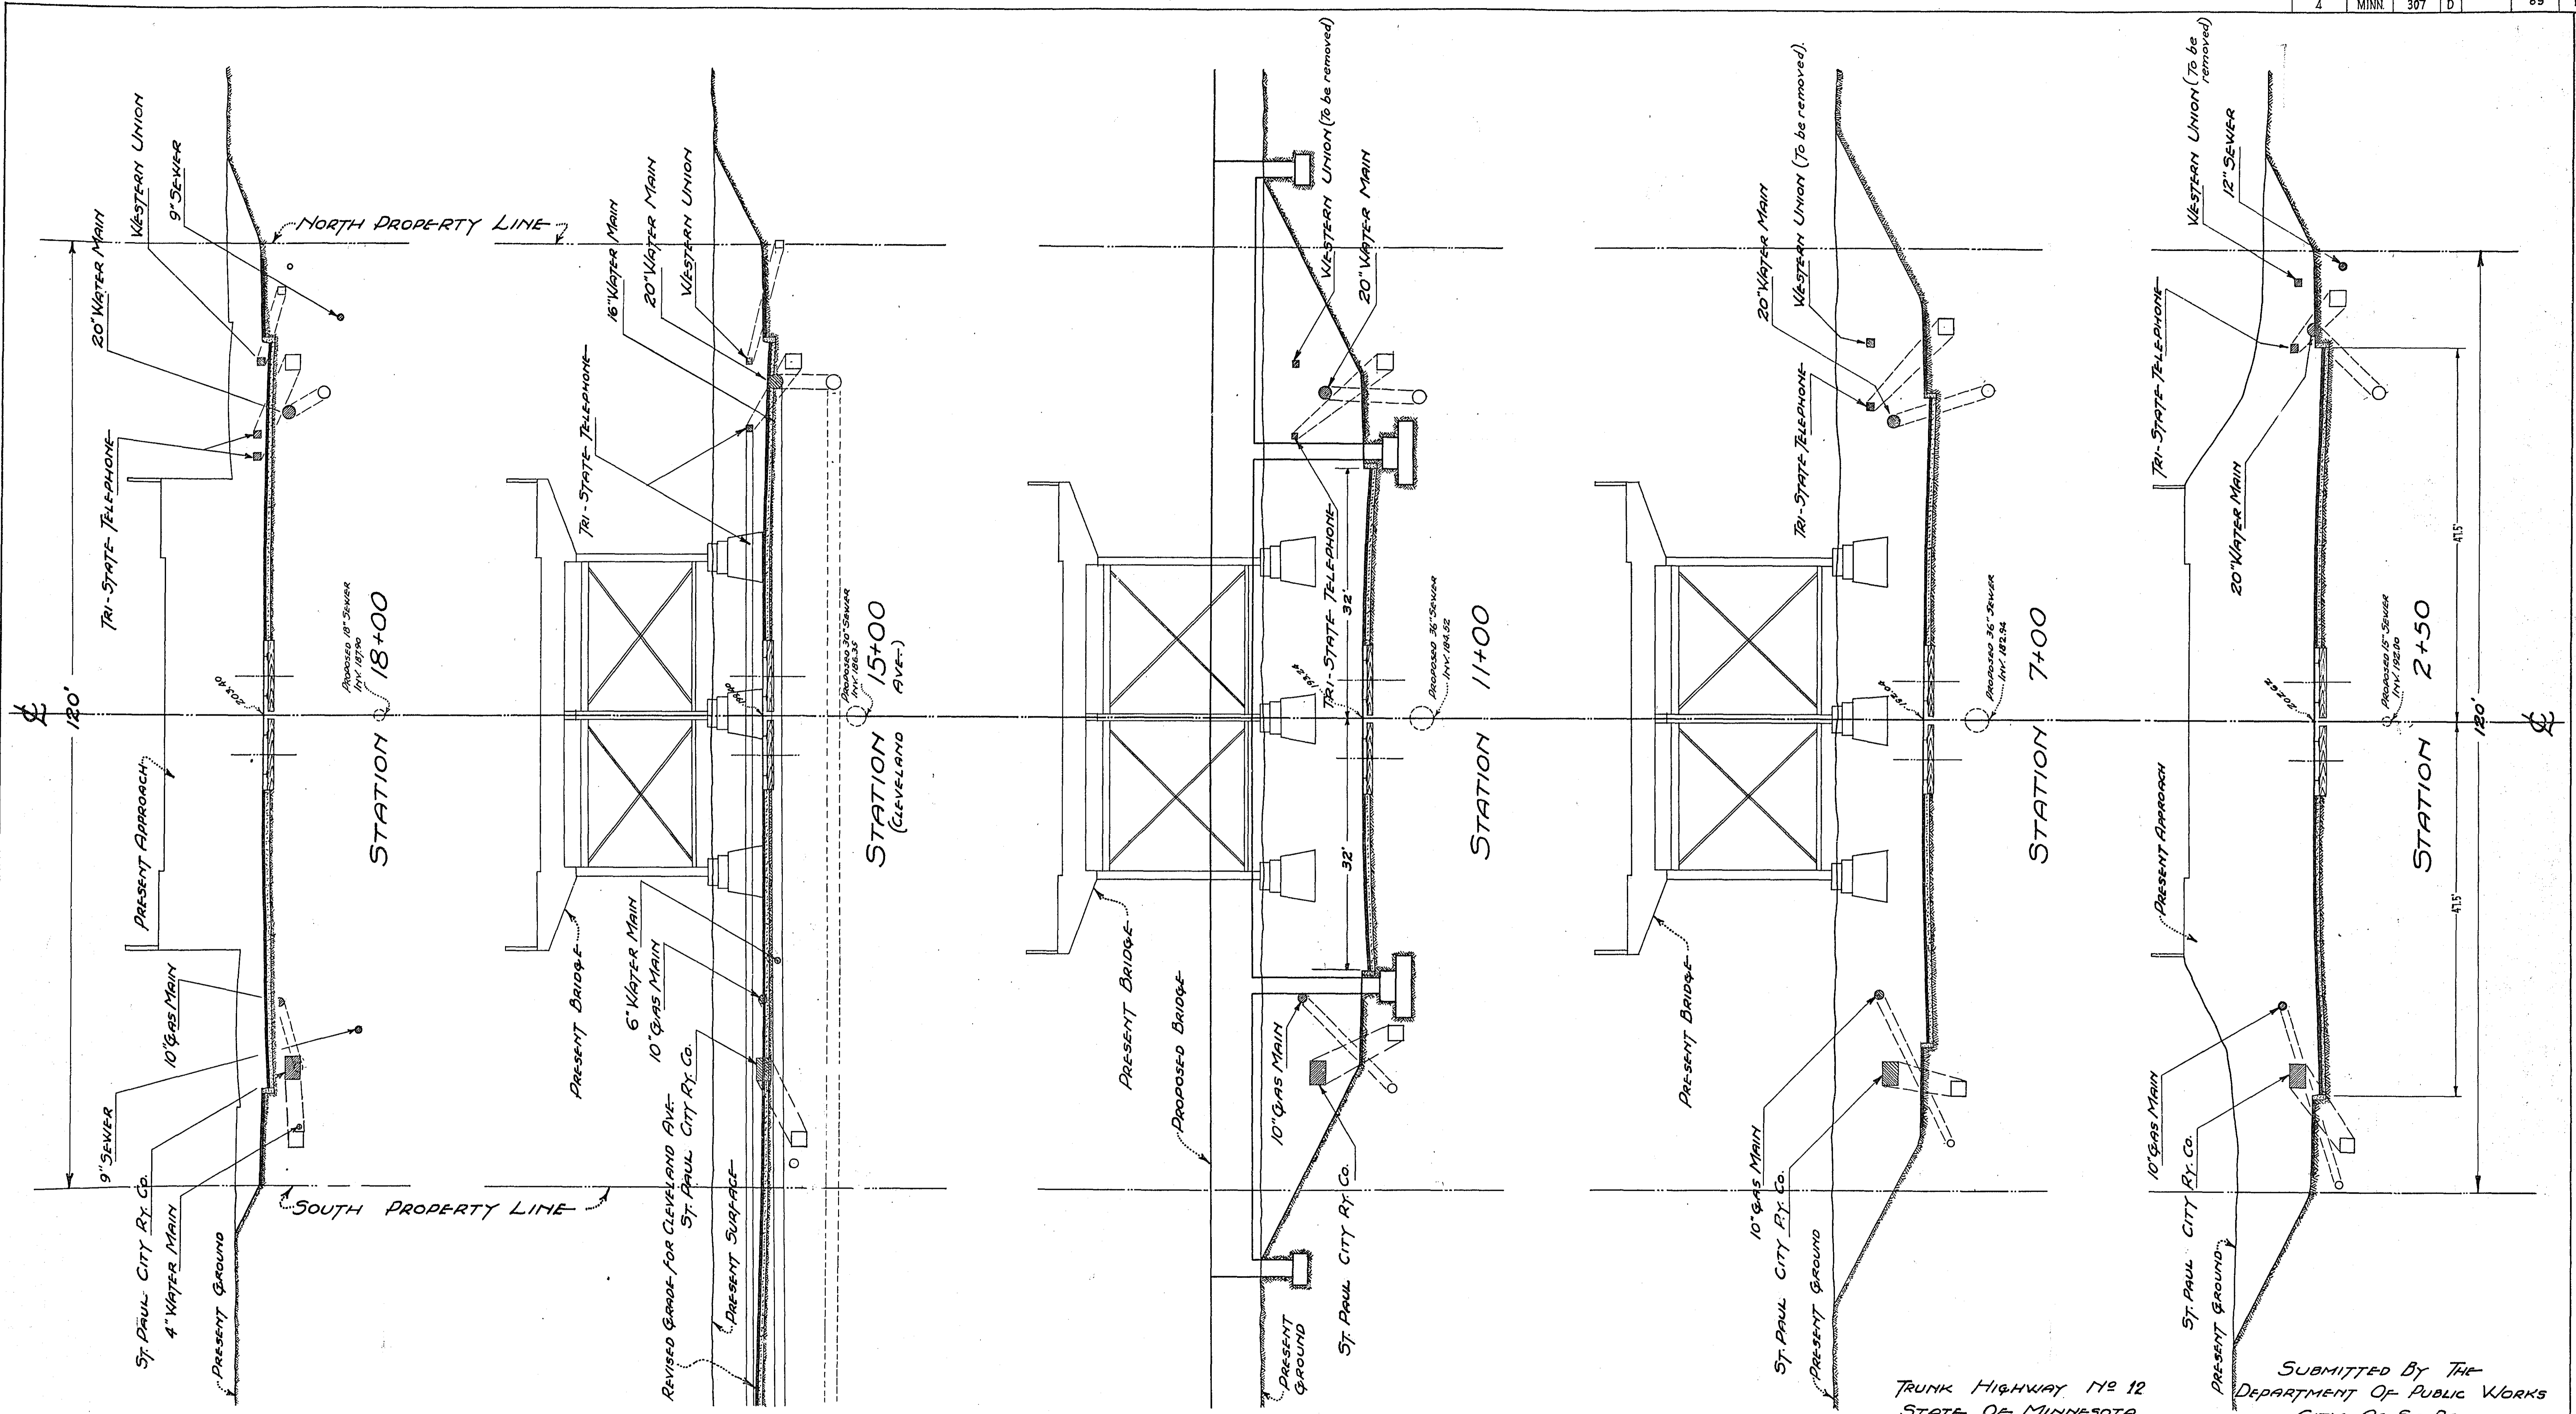 4 MINN. 307 D 89
WESTERN UNION
9" SEWER
20" WATER MAIN
TRI-STATE TELEPHONE
NORTH PROPERTY LINE
120'
PROPOSED 18" SEWER
INV. 187.90
203.40
STATION 18+00
PRESENT APPROACH
10" GAS MAIN
9" SEWER
ST. PAUL CITY RY. CO.
4" WATER MAIN
PRESENT GROUND
SOUTH PROPERTY LINE
16" WATER MAIN
20" WATER MAIN
WESTERN UNION
TRI-STATE TELEPHONE
PROPOSED 30" SEWER
INV. 186.35
STATION 15+00
(CLEVELAND AVE.)
PRESENT BRIDGE
6" WATER MAIN
10" GAS MAIN
ST. PAUL CITY RY. CO.
REVISED GRADE FOR CLEVELAND AVE.
PRESENT SURFACE
WESTERN UNION (To be removed)
20" WATER MAIN
TRI-STATE TELEPHONE
32'
32'
PROPOSED 36" SEWER
INV. 184.52
STATION 11+00
PRESENT BRIDGE
PROPOSED BRIDGE
10" GAS MAIN
ST. PAUL CITY RY. CO.
PRESENT
GROUND
20" WATER MAIN
WESTERN UNION (To be removed).
TRI-STATE TELEPHONE
PROPOSED 36" SEWER
INV. 182.94
STATION 7+00
PRESENT BRIDGE
10" GAS MAIN
ST. PAUL CITY RY. CO.
PRESENT GROUND
WESTERN UNION (To be
removed)
12" SEWER
TRI-STATE TELEPHONE
20" WATER MAIN
47.5'
47.5'
120'
202.62
PROPOSED 15" SEWER
INV. 192.00
STATION 2+50
PRESENT APPROACH
10" GAS MAIN
ST. PAUL CITY RY. CO.
PRESENT GROUND
TRUNK HIGHWAY Nº 12
STATE OF MINNESOTA
SUBMITTED BY THE
DEPARTMENT OF PUBLIC WORKS